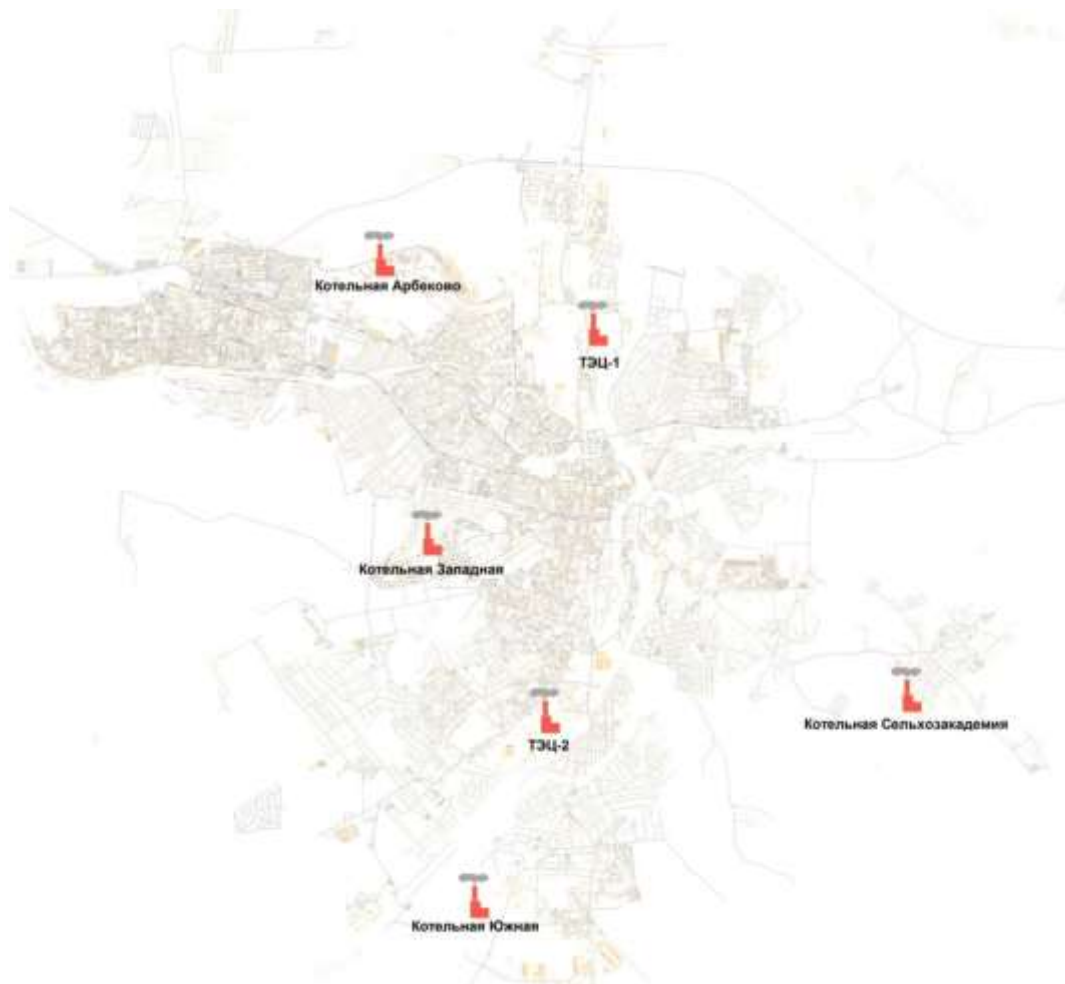 Котельная Арбеково
ТЭЦ-1
Котельная Западная
Котельная Сельхозакадемия
ТЭЦ-2
Котельная Южная